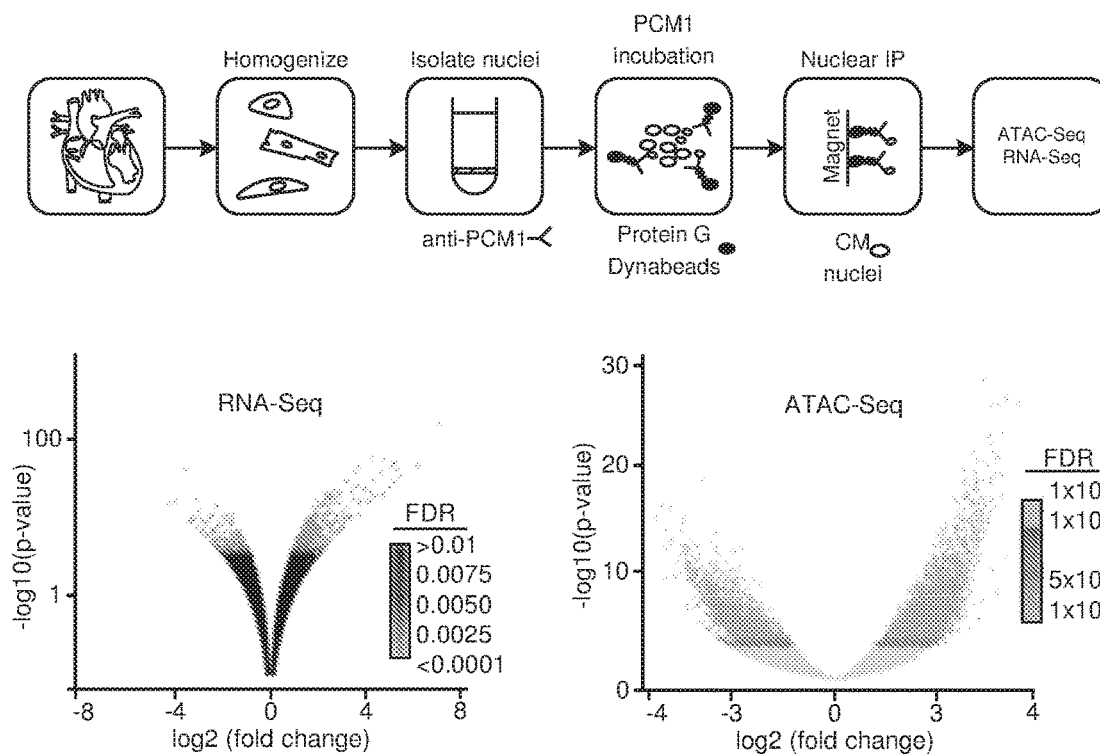 PCM1
incubation
Homogenize
Isolate nuclei
Nuclear IP
Magnet
ATAC-Seq
RNA-Seq
anti-PCM1
Protein G
Dynabeads
CM
nuclei
RNA-Seq
-log10(p-value)
100
1
FDR
>0.01
0.0075
0.0050
0.0025
<0.0001
-8
-4
0
4
8
log2 (fold change)
ATAC-Seq
-log10(p-value)
30
20
10
0
FDR
1x10
1x10
5x10
1x10
-4
-3
0
3
4
log2 (fold change)